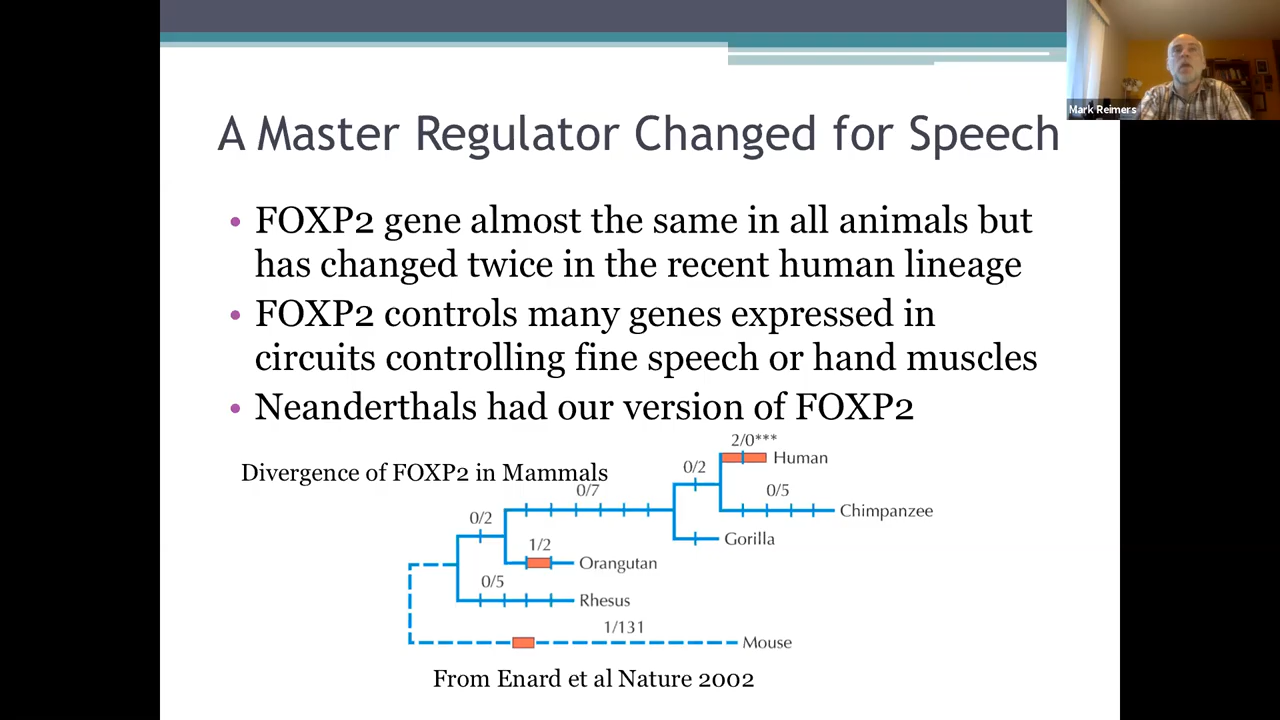 Mark Reimers
A Master Regulator Changed for Speech
• FOXP2 gene almost the same in all animals but
has changed twice in the recent human lineage
• FOXP2 controls many genes expressed in
circuits controlling fine speech or hand muscles
• Neanderthals had our version of FOXP2
Divergence of FOXP2 in Mammals
2/0***
Human
0/2
0/7
0/5
Chimpanzee
0/2
Gorilla
1/2
Orangutan
0/5
Rhesus
1/131
Mouse
From Enard et al Nature 2002